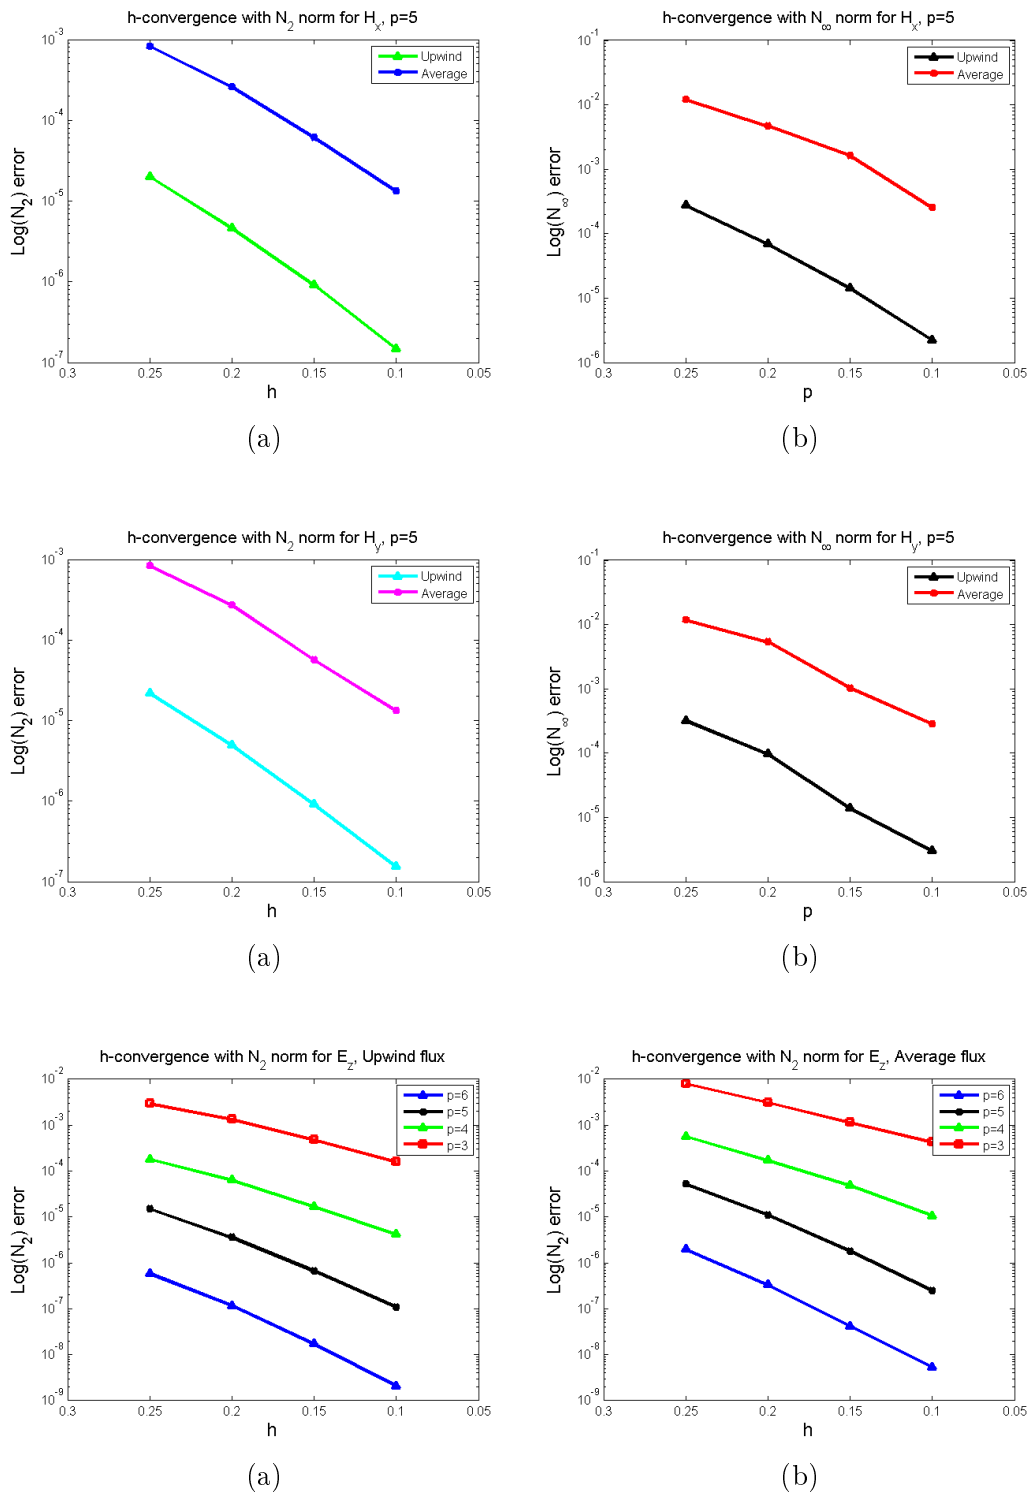 h-convergence with N₂ norm for Hₓ, p=5
Log(N₂) error
10⁻³
10⁻⁴
10⁻⁵
10⁻⁶
10⁻⁷
Upwind
Average
0.3 0.25 0.2 0.15 0.1 0.05
h
(a)
h-convergence with N∞ norm for Hₓ, p=5
Log(N∞) error
10⁻¹
10⁻²
10⁻³
10⁻⁴
10⁻⁵
10⁻⁶
Upwind
Average
0.3 0.25 0.2 0.15 0.1 0.05
p
(b)
h-convergence with N₂ norm for H_y, p=5
Log(N₂) error
10⁻³
10⁻⁴
10⁻⁵
10⁻⁶
10⁻⁷
Upwind
Average
0.3 0.25 0.2 0.15 0.1 0.05
h
(a)
h-convergence with N∞ norm for H_y, p=5
Log(N∞) error
10⁻¹
10⁻²
10⁻³
10⁻⁴
10⁻⁵
10⁻⁶
Upwind
Average
0.3 0.25 0.2 0.15 0.1 0.05
p
(b)
h-convergence with N₂ norm for E_z, Upwind flux
Log(N₂) error
10⁻²
10⁻³
10⁻⁴
10⁻⁵
10⁻⁶
10⁻⁷
10⁻⁸
10⁻⁹
p=6
p=5
p=4
p=3
0.3 0.25 0.2 0.15 0.1 0.05
h
(a)
h-convergence with N₂ norm for E_z, Average flux
Log(N₂) error
10⁻²
10⁻³
10⁻⁴
10⁻⁵
10⁻⁶
10⁻⁷
10⁻⁸
10⁻⁹
p=6
p=5
p=4
p=3
0.3 0.25 0.2 0.15 0.1 0.05
h
(b)